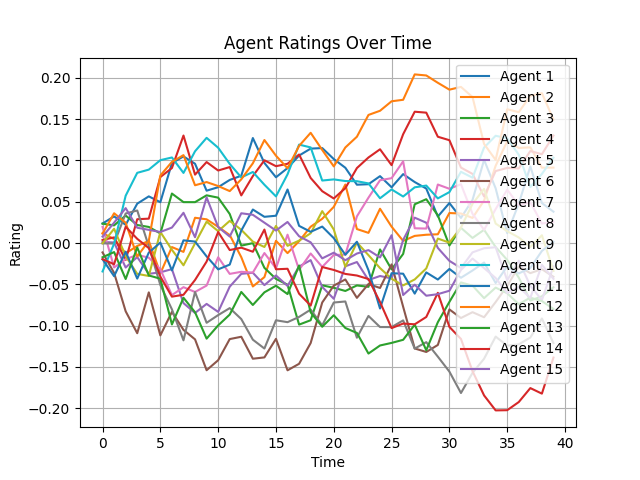 Agent Ratings Over Time
Rating
0.20
0.15
0.10
0.05
0.00
−0.05
−0.10
−0.15
−0.20
0
5
10
15
20
25
30
35
40
Time
Agent 1
Agent 2
Agent 3
Agent 4
Agent 5
Agent 6
Agent 7
Agent 8
Agent 9
Agent 10
Agent 11
Agent 12
Agent 13
Agent 14
Agent 15